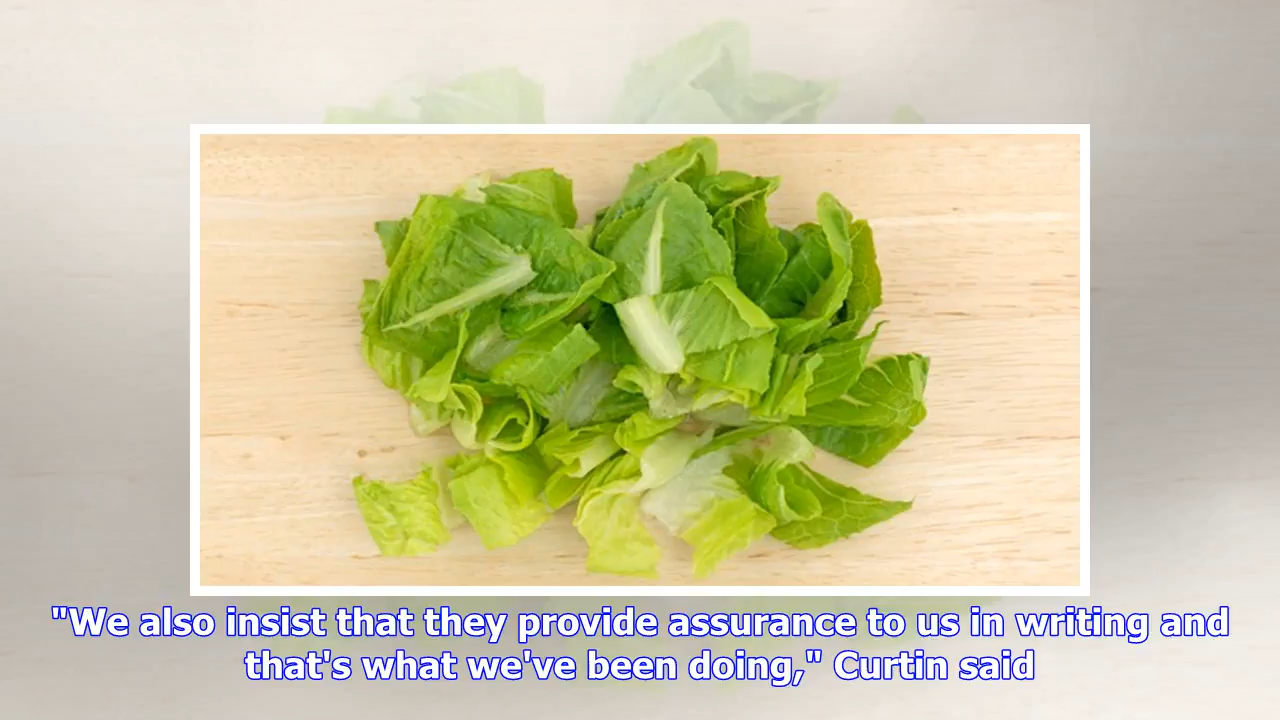 "We also insist that they provide assurance to us in writing and
that's what we've been doing," Curtin said